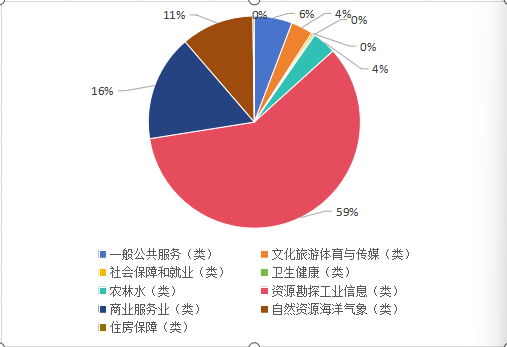 11%
0%
6%
4%
0%
0%
4%
16%
59%
一般公共服务（类）
文化旅游体育与传媒（类）
社会保障和就业（类）
卫生健康（类）
农林水（类）
资源勘探工业信息（类）
商业服务业（类）
自然资源海洋气象（类）
住房保障（类）